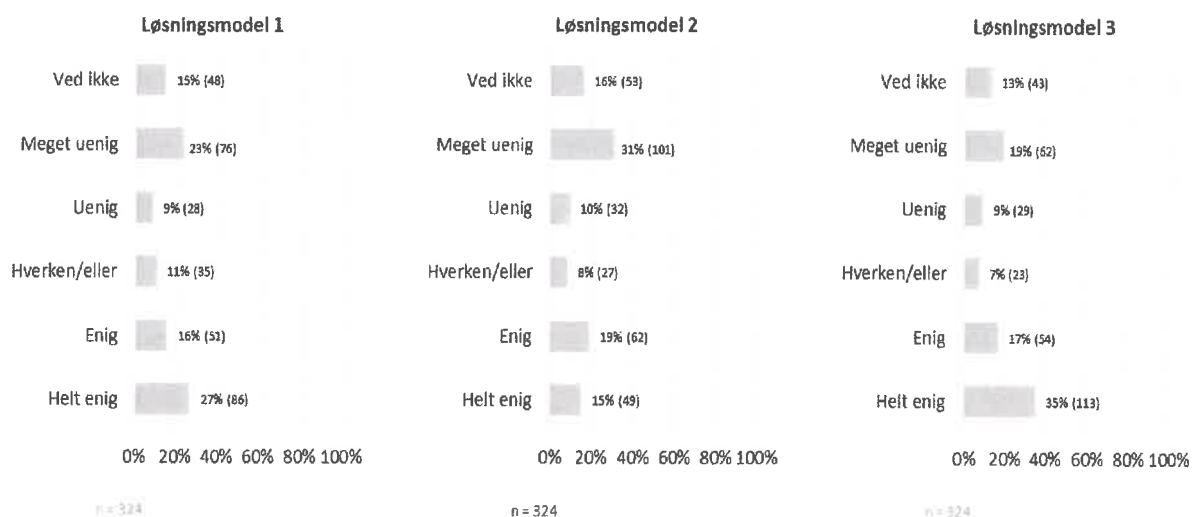 Løsningsmodel 1
Ved ikke 15% (48)
Meget uenig 23% (76)
Uenig 9% (28)
Hverken/eller 11% (35)
Enig 16% (51)
Helt enig 27% (86)
0% 20% 40% 60% 80% 100%
n = 324
Løsningsmodel 2
Ved ikke 16% (53)
Meget uenig 31% (101)
Uenig 10% (32)
Hverken/eller 8% (27)
Enig 19% (62)
Helt enig 15% (49)
0% 20% 40% 60% 80% 100%
n = 324
Løsningsmodel 3
Ved ikke 13% (43)
Meget uenig 19% (62)
Uenig 9% (29)
Hverken/eller 7% (23)
Enig 17% (54)
Helt enig 35% (113)
0% 20% 40% 60% 80% 100%
n = 324